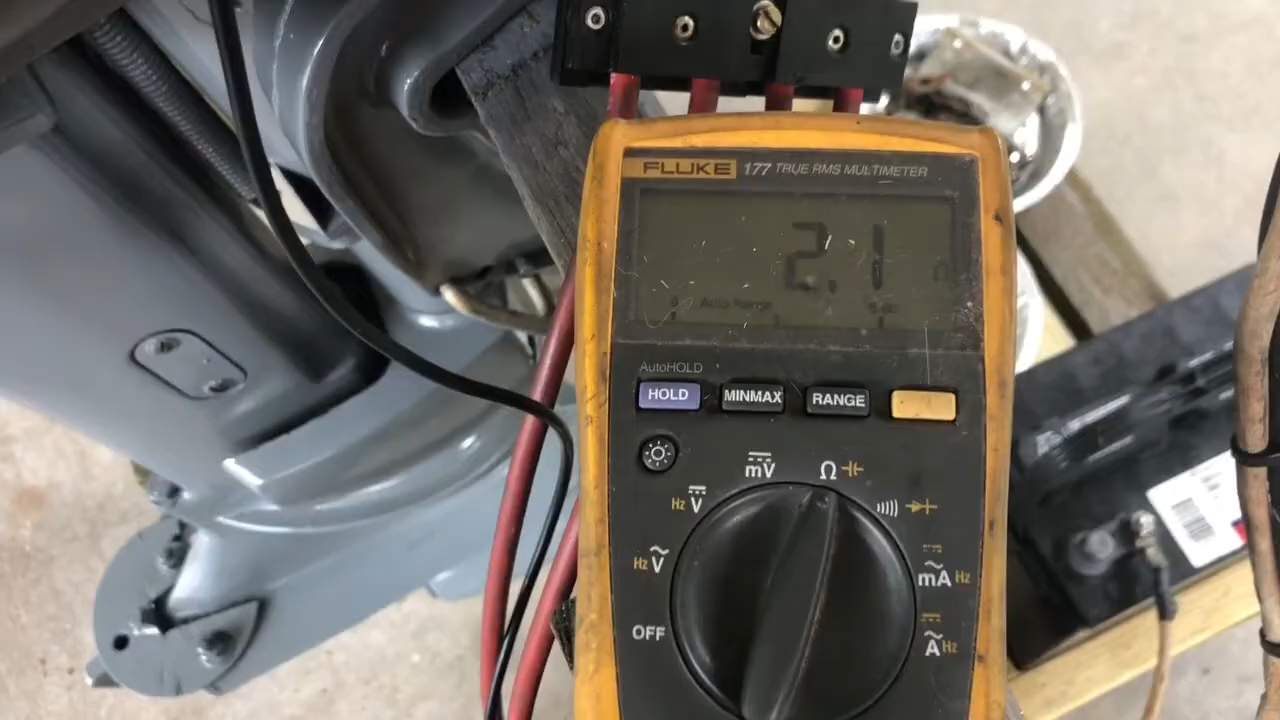 FLUKE 177 TRUE RMS MULTIMETER
2.1 Ω
Auto Range
AutoHOLD
HOLD MINMAX RANGE
mV
Ω
Hz V
Hz V
mA Hz
OFF
A Hz